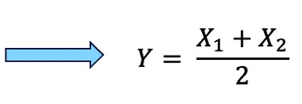 Y = (X₁ + X₂) / 2